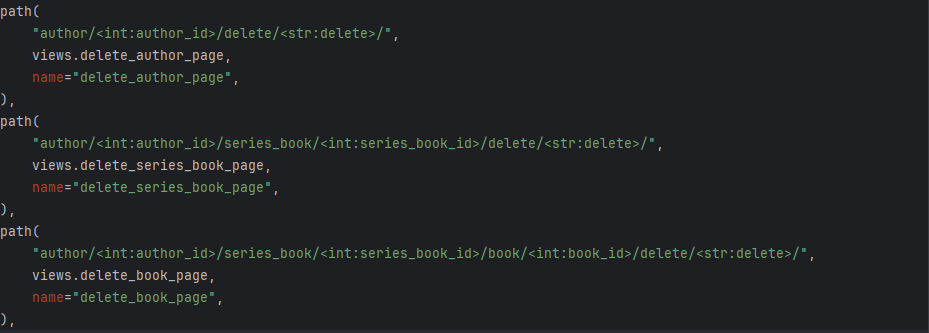 path(
    "author/<int:author_id>/delete/<str:delete>/",
    views.delete_author_page,
    name="delete_author_page",
),
path(
    "author/<int:author_id>/series_book/<int:series_book_id>/delete/<str:delete>/",
    views.delete_series_book_page,
    name="delete_series_book_page",
),
path(
    "author/<int:author_id>/series_book/<int:series_book_id>/book/<int:book_id>/delete/<str:delete>/",
    views.delete_book_page,
    name="delete_book_page",
),